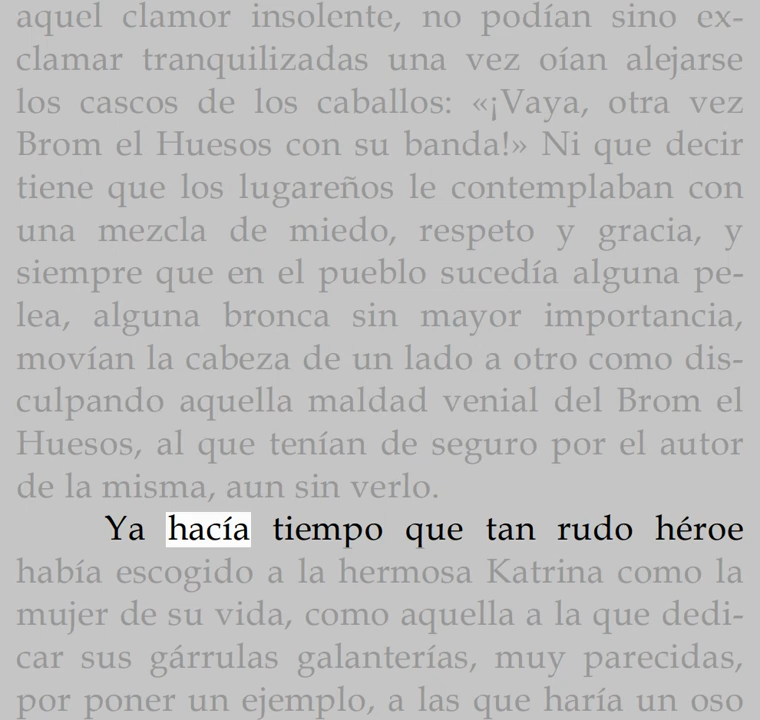 aquel clamor insolente, no podían sino ex-
clamar tranquilizadas una vez oían alejarse
los cascos de los caballos: «¡Vaya, otra vez
Brom el Huesos con su banda!» Ni que decir
tiene que los lugareños le contemplaban con
una mezcla de miedo, respeto y gracia, y
siempre que en el pueblo sucedía alguna pe-
lea, alguna bronca sin mayor importancia,
movían la cabeza de un lado a otro como dis-
culpando aquella maldad venial del Brom el
Huesos, al que tenían de seguro por el autor
de la misma, aun sin verlo.
Ya hacía tiempo que tan rudo héroe
había escogido a la hermosa Katrina como la
mujer de su vida, como aquella a la que dedi-
car sus gárrulas galanterías, muy parecidas,
por poner un ejemplo, a las que haría un oso